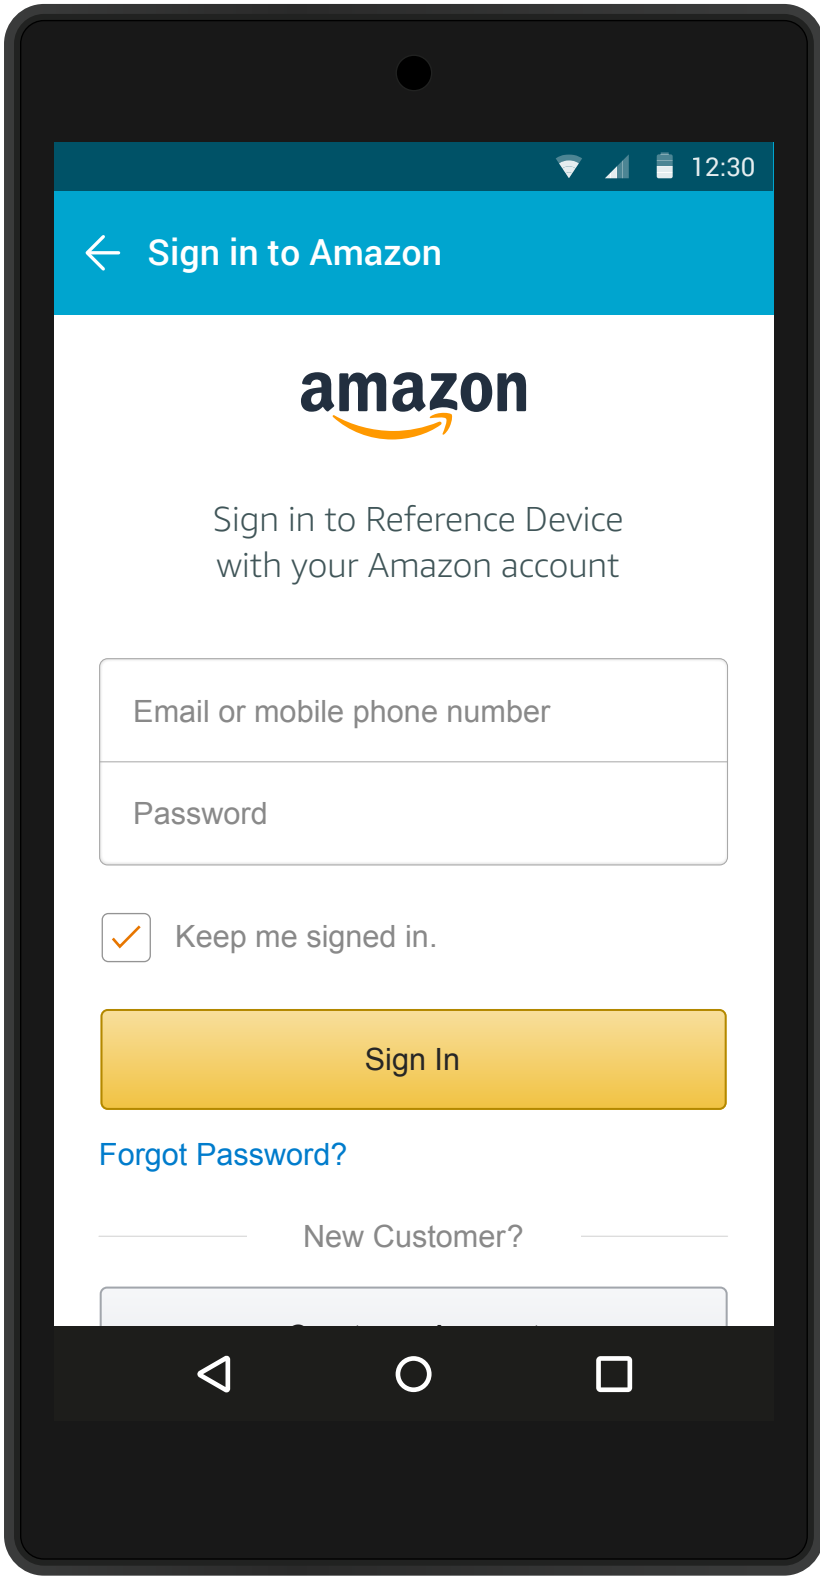 12:30
Sign in to Amazon
amazon
Sign in to Reference Device
with your Amazon account
Email or mobile phone number
Password
Keep me signed in.
Sign In
Forgot Password?
New Customer?